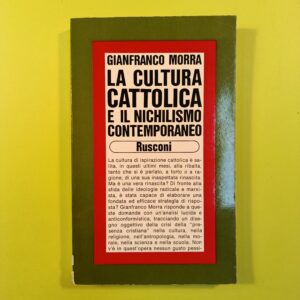 GIANFRANCO MORRA
LA CULTURA
CATTOLICA
E IL NICHILISMO
CONTEMPORANEO
Rusconi
La cultura di ispirazione cattolica è sa-
lita, in questi ultimi mesi, alla ribalta,
tanto che si è parlato, a torto o a ra-
gione, di una sua inaspettata rinascita.
Ma è una vera rinascita? Di fronte alla
sfida delle ideologie radicale e marxi-
sta, è stata capace di elaborare una
fondata ed efficace strategia di rispo-
sta? Gianfranco Morra risponde a que-
ste domande con un'analisi lucida e
anticonformistica, tracciando un dise-
gno oggettivo della crisi della "pre-
senza cristiana" nella cultura, nella
religione, nell'antropologia, nella mo-
rale, nella scienza e nella scuola. Non
v'è in quest'opera nessun gusto pessi-